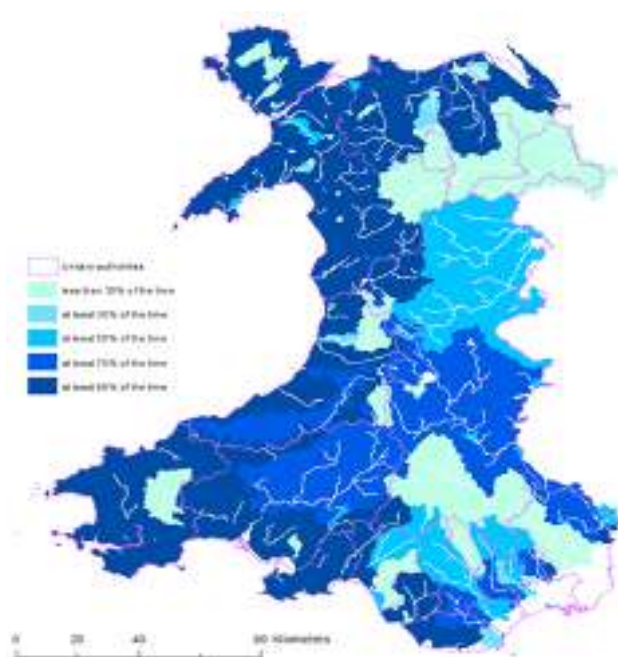 Unitary authorities
less than 30% of the time
at least 30% of the time
at least 50% of the time
at least 70% of the time
at least 95% of the time
0 20 40 80 Kilometers